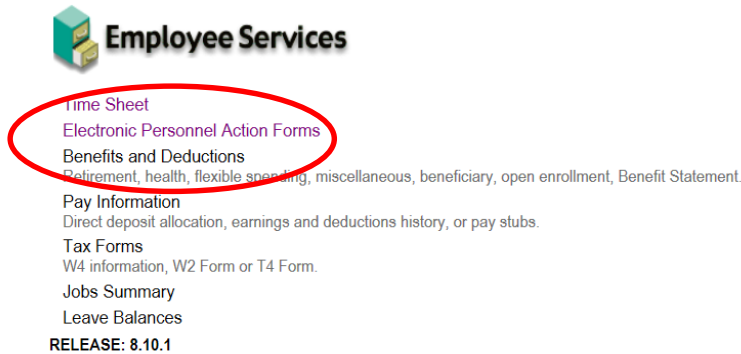 Employee Services
Time Sheet
Electronic Personnel Action Forms
Benefits and Deductions
Retirement, health, flexible spending, miscellaneous, beneficiary, open enrollment, Benefit Statement.
Pay Information
Direct deposit allocation, earnings and deductions history, or pay stubs.
Tax Forms
W4 information, W2 Form or T4 Form.
Jobs Summary
Leave Balances
RELEASE: 8.10.1